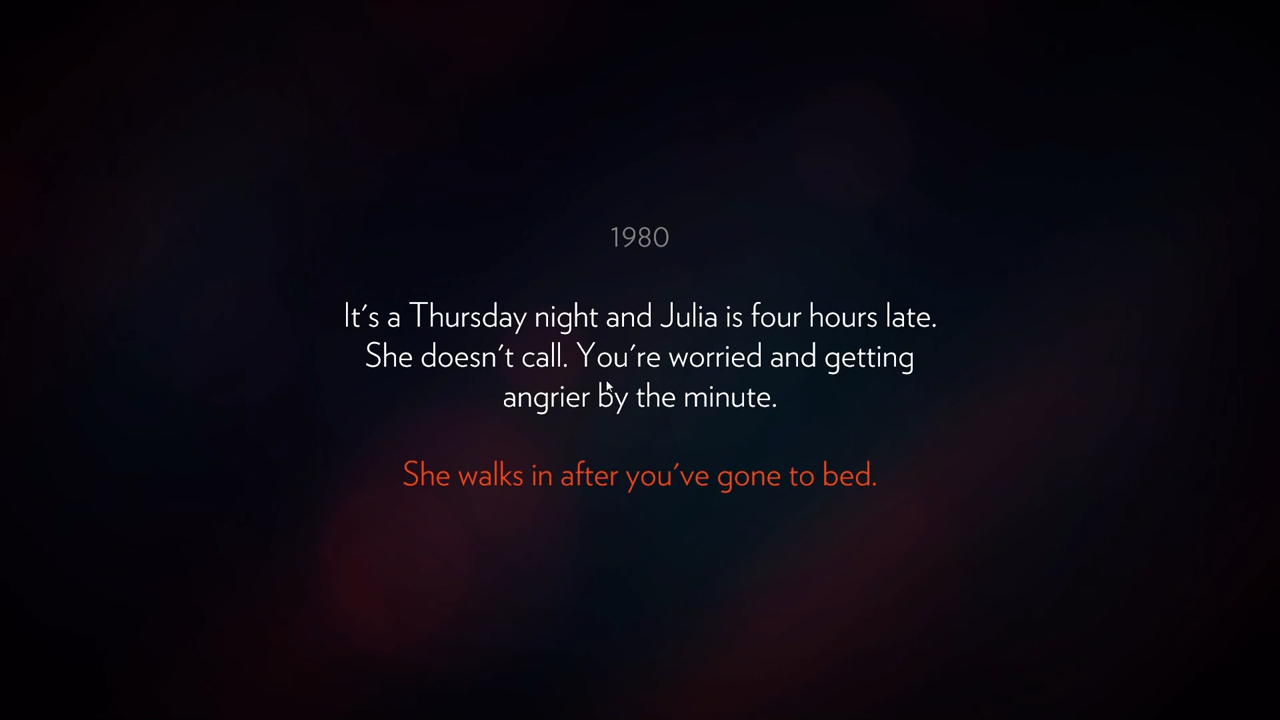 1980
It's a Thursday night and Julia is four hours late.
She doesn't call. You're worried and getting
angrier by the minute.
She walks in after you've gone to bed.